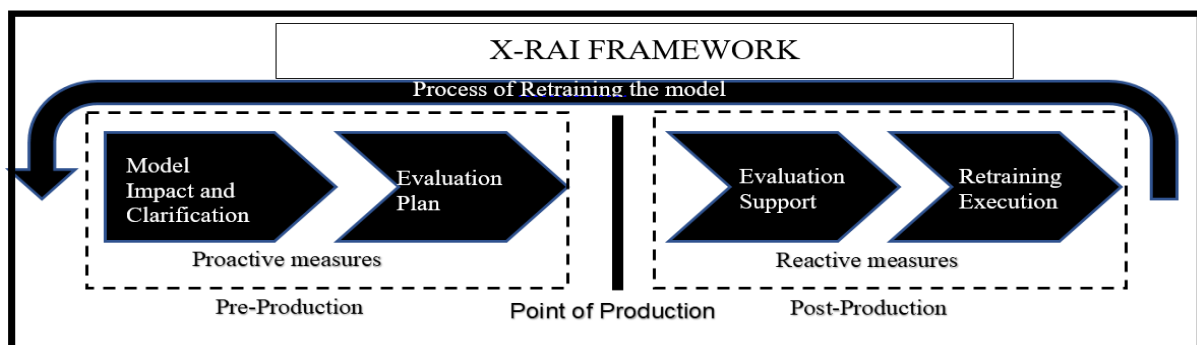 X-RAI FRAMEWORK
Process of Retraining the model
Model
Impact and
Clarification
Evaluation
Plan
Evaluation
Support
Retraining
Execution
Proactive measures
Reactive measures
Pre-Production
Point of Production
Post-Production